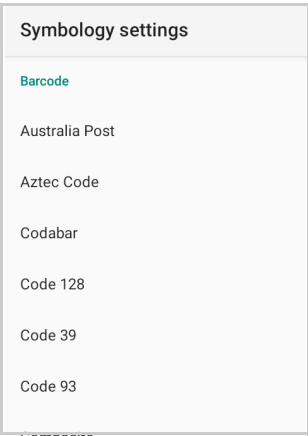 Symbology settings
Barcode
Australia Post
Aztec Code
Codabar
Code 128
Code 39
Code 93